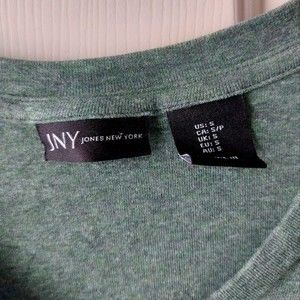 JNY JONES NEW YORK
US: S
CA: S/P
UK: S
EU: S
AU: S